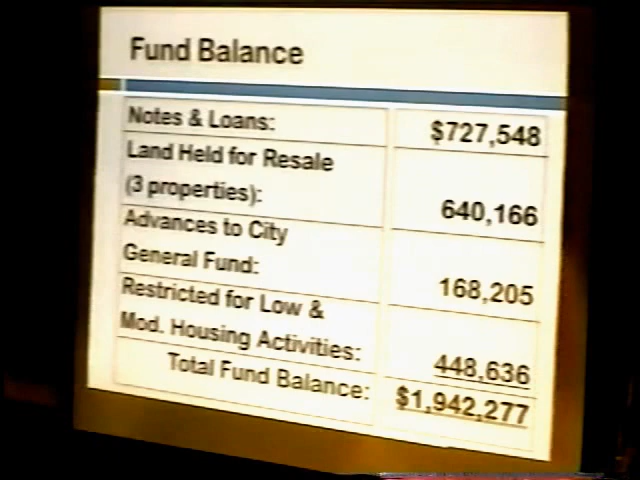 Fund Balance
Notes & Loans: $727,548
Land Held for Resale
(3 properties): 640,166
Advances to City
General Fund: 168,205
Restricted for Low &
Mod. Housing Activities: 448,636
Total Fund Balance: $1,942,277